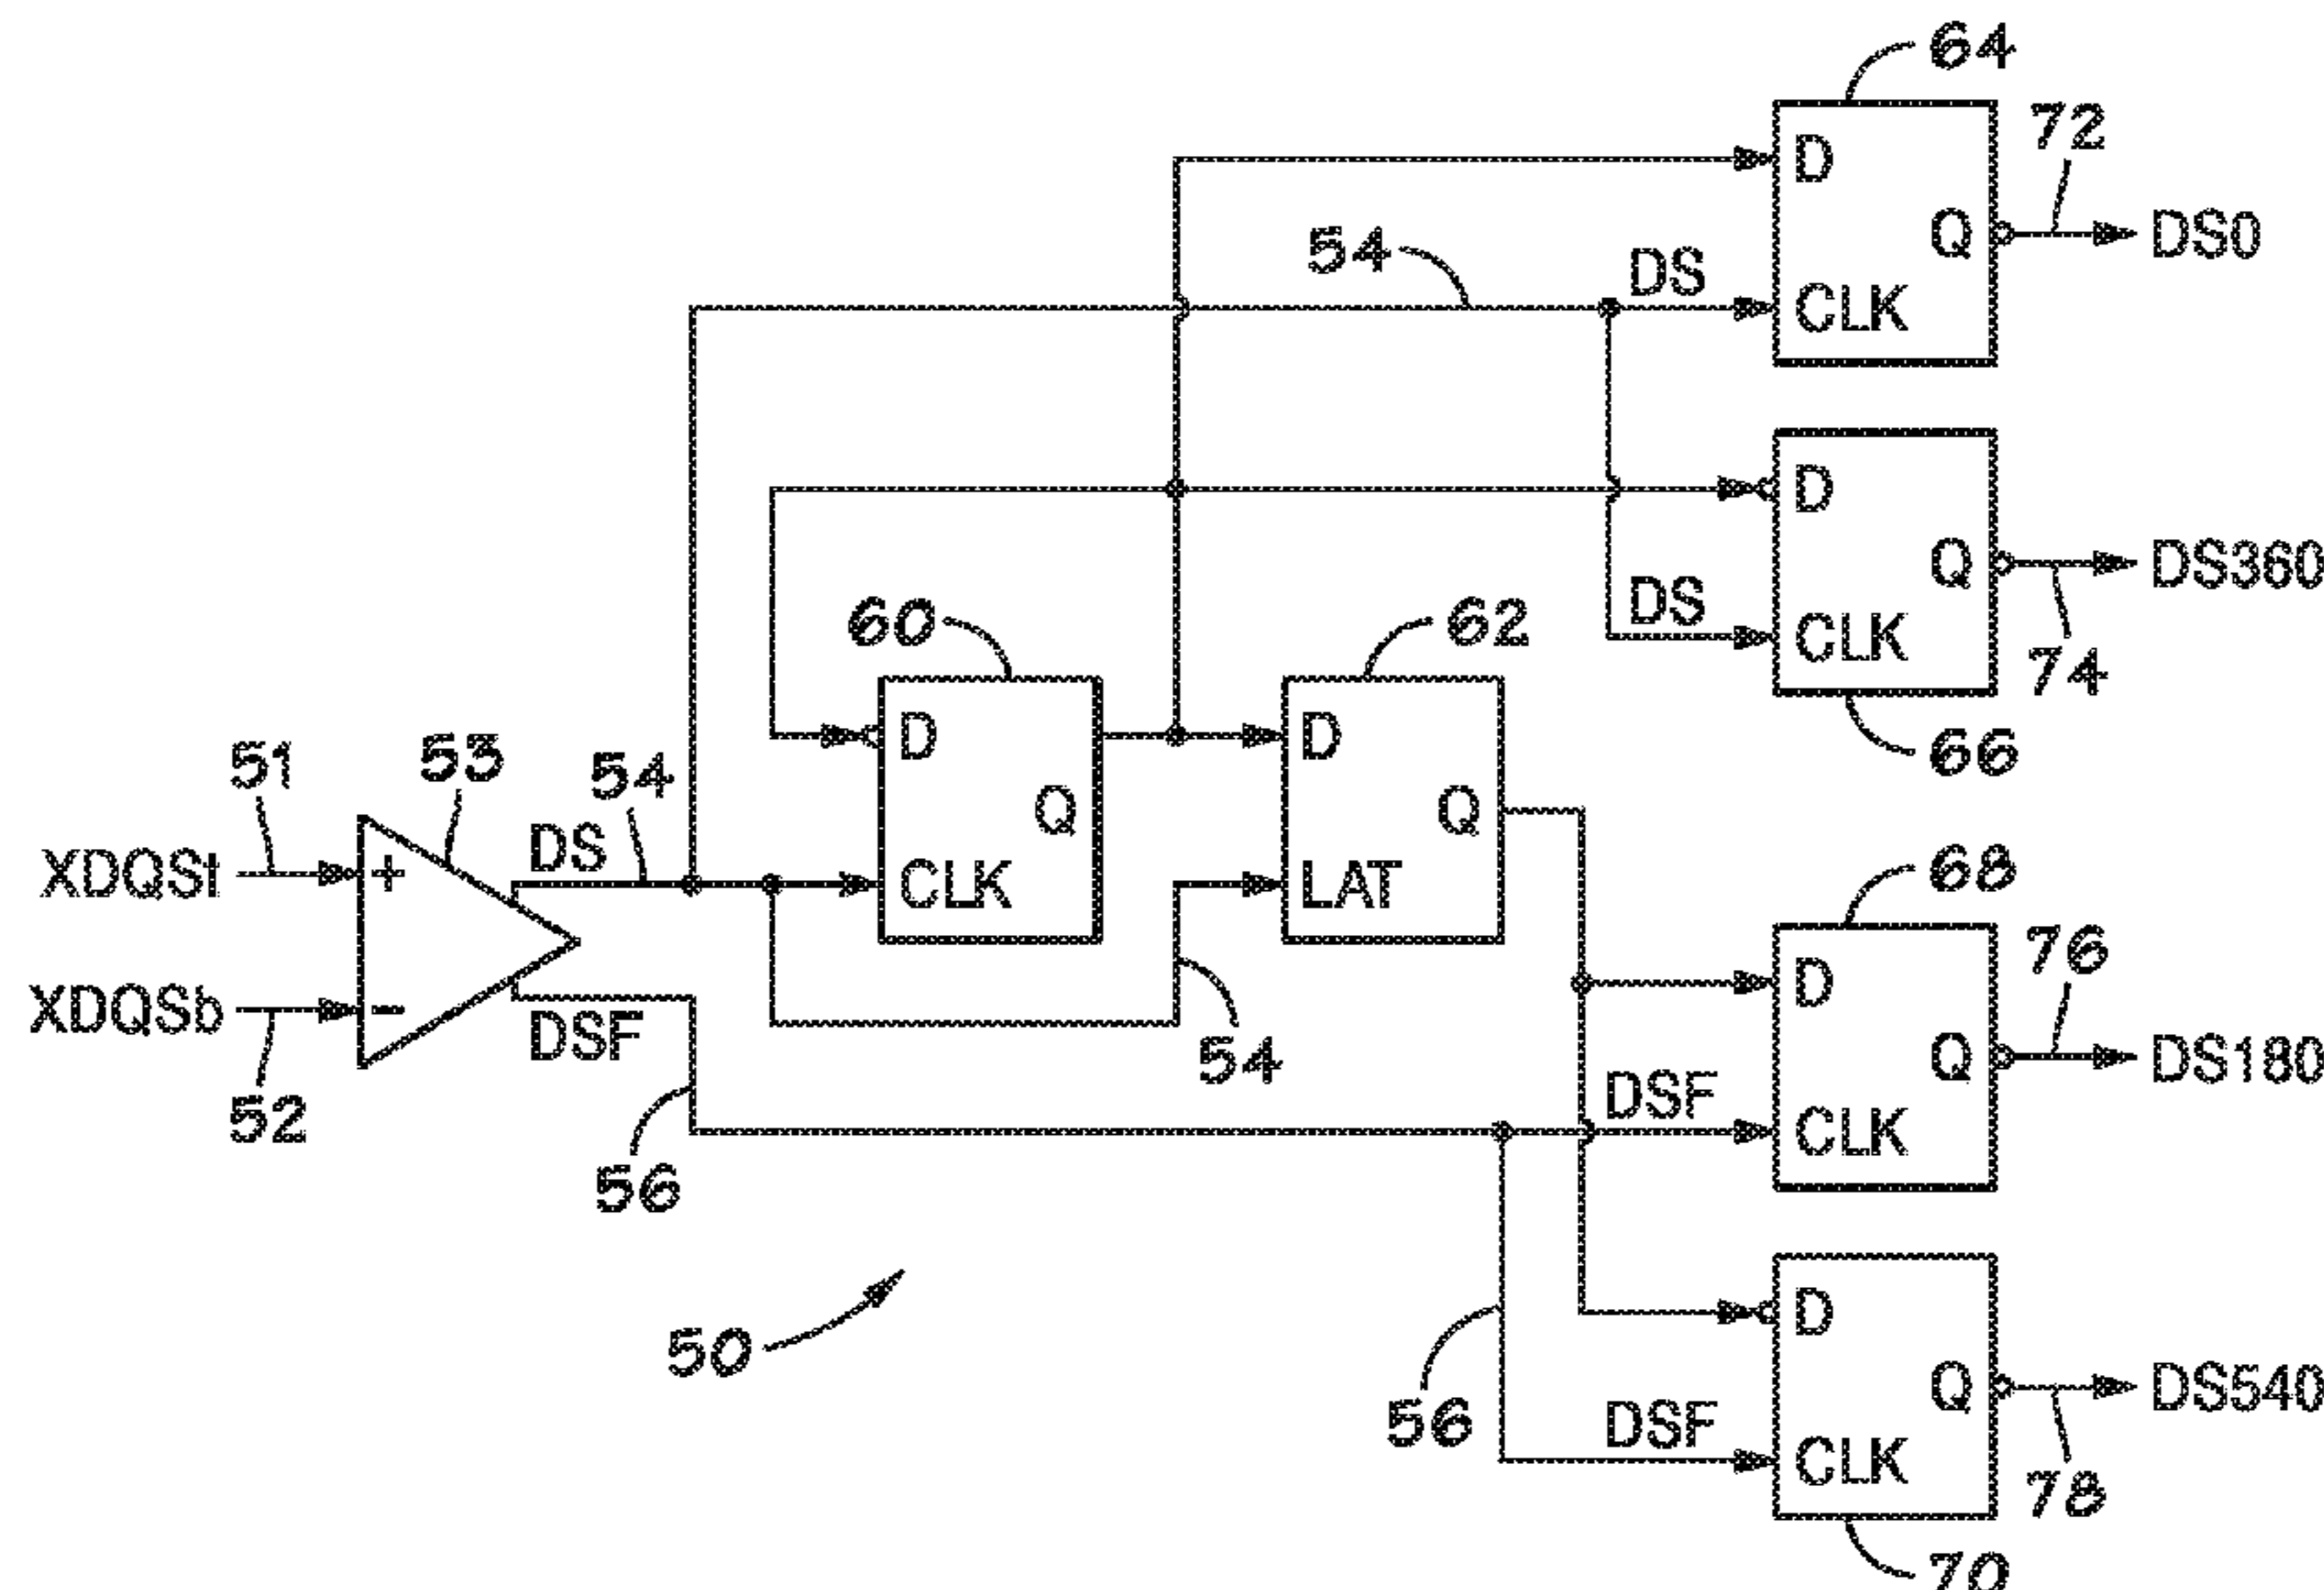 64
D
72
Q
DS0
54
DS
CLK
D
Q
DS360
60
62
DS
CLK
74
51
53
54
D
D
66
XDQSt
+
DS
Q
Q
68
CLK
LAT
76
XDQSb
−
D
52
DSF
54
Q
DS180
56
DSF
CLK
50
D
56
Q
DS540
DSF
CLK
78
70